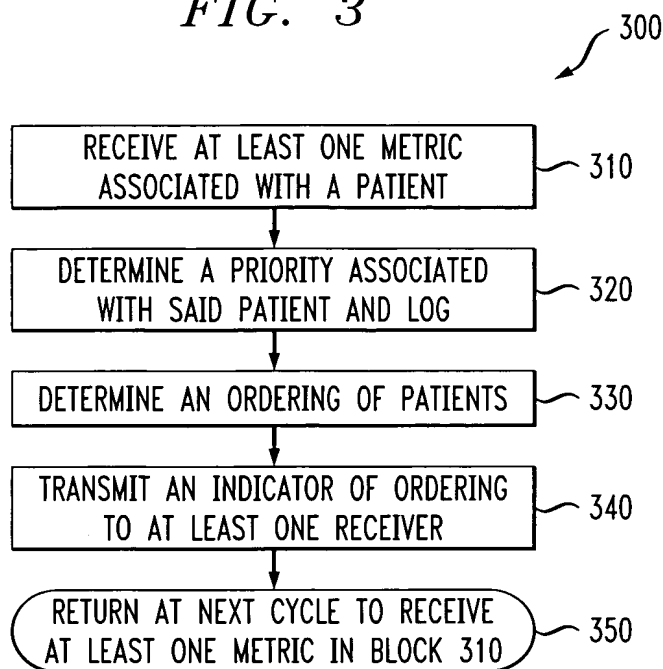 FIG. 3
300
RECEIVE AT LEAST ONE METRIC
ASSOCIATED WITH A PATIENT
310
DETERMINE A PRIORITY ASSOCIATED
WITH SAID PATIENT AND LOG
320
DETERMINE AN ORDERING OF PATIENTS
330
TRANSMIT AN INDICATOR OF ORDERING
TO AT LEAST ONE RECEIVER
340
RETURN AT NEXT CYCLE TO RECEIVE
AT LEAST ONE METRIC IN BLOCK 310
350